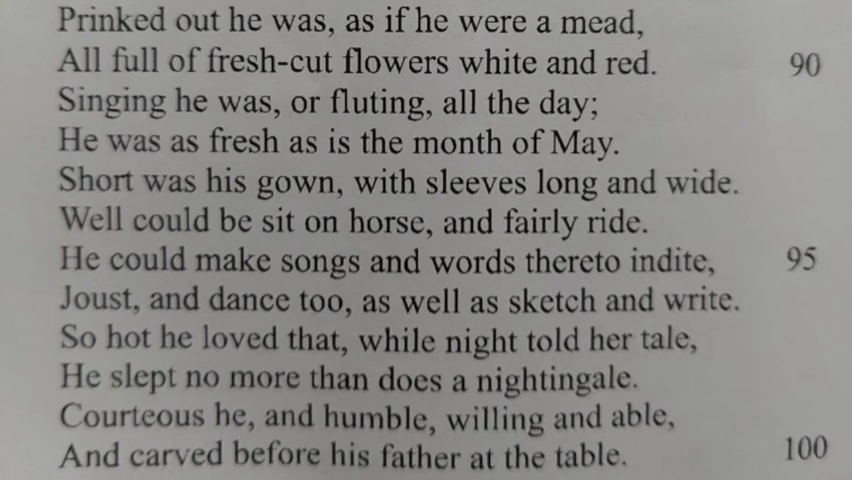 Prinked out he was, as if he were a mead,
All full of fresh-cut flowers white and red. 90
Singing he was, or fluting, all the day;
He was as fresh as is the month of May.
Short was his gown, with sleeves long and wide.
Well could be sit on horse, and fairly ride.
He could make songs and words thereto indite, 95
Joust, and dance too, as well as sketch and write.
So hot he loved that, while night told her tale,
He slept no more than does a nightingale.
Courteous he, and humble, willing and able,
And carved before his father at the table. 100